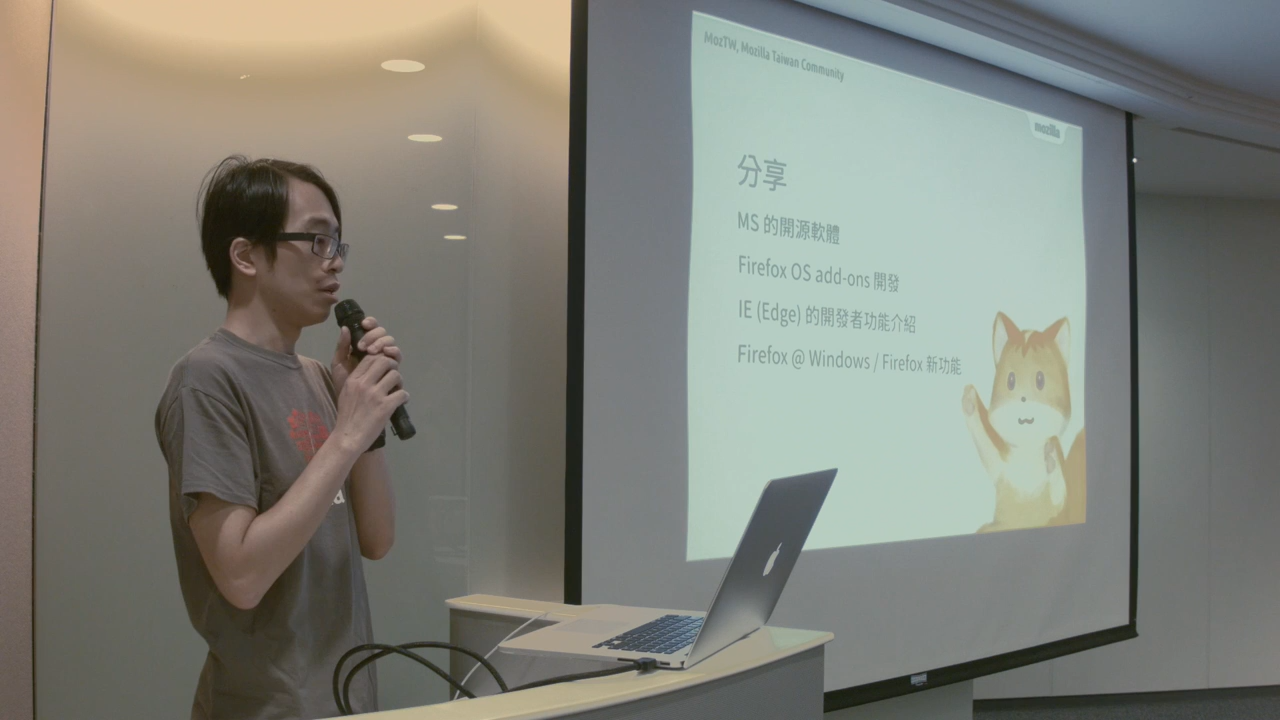 MozTW, Mozilla Taiwan Community
mozilla
分享
MS 的開源軟體
Firefox OS add-ons 開發
IE (Edge) 的開發者功能介紹
Firefox @ Windows / Firefox 新功能